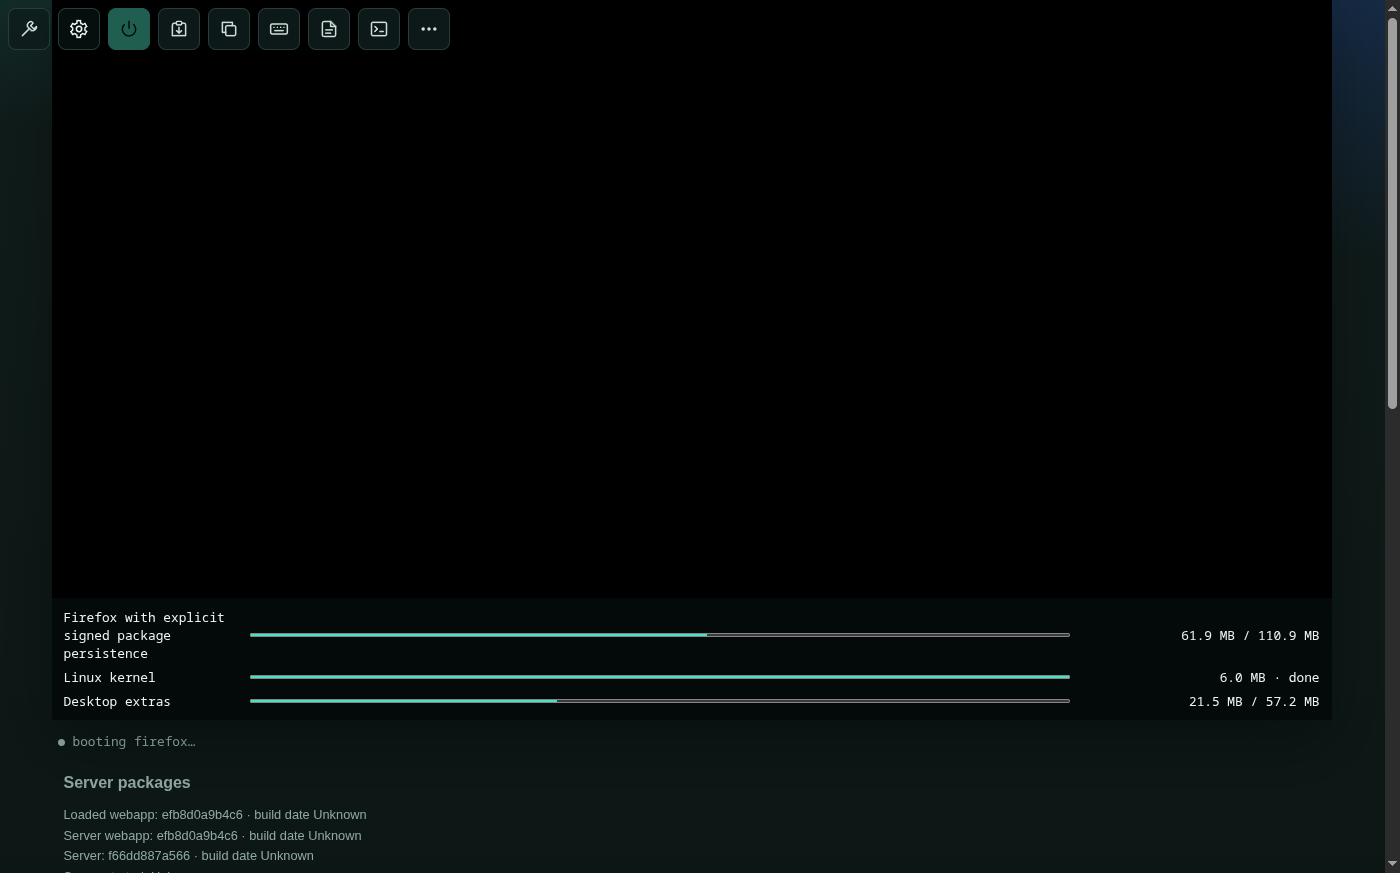 Firefox with explicit
signed package
persistence
61.9 MB / 110.9 MB
Linux kernel
6.0 MB · done
Desktop extras
21.5 MB / 57.2 MB
● booting firefox…
Server packages
Loaded webapp: efb8d0a9b4c6 · build date Unknown
Server webapp: efb8d0a9b4c6 · build date Unknown
Server: f66dd887a566 · build date Unknown